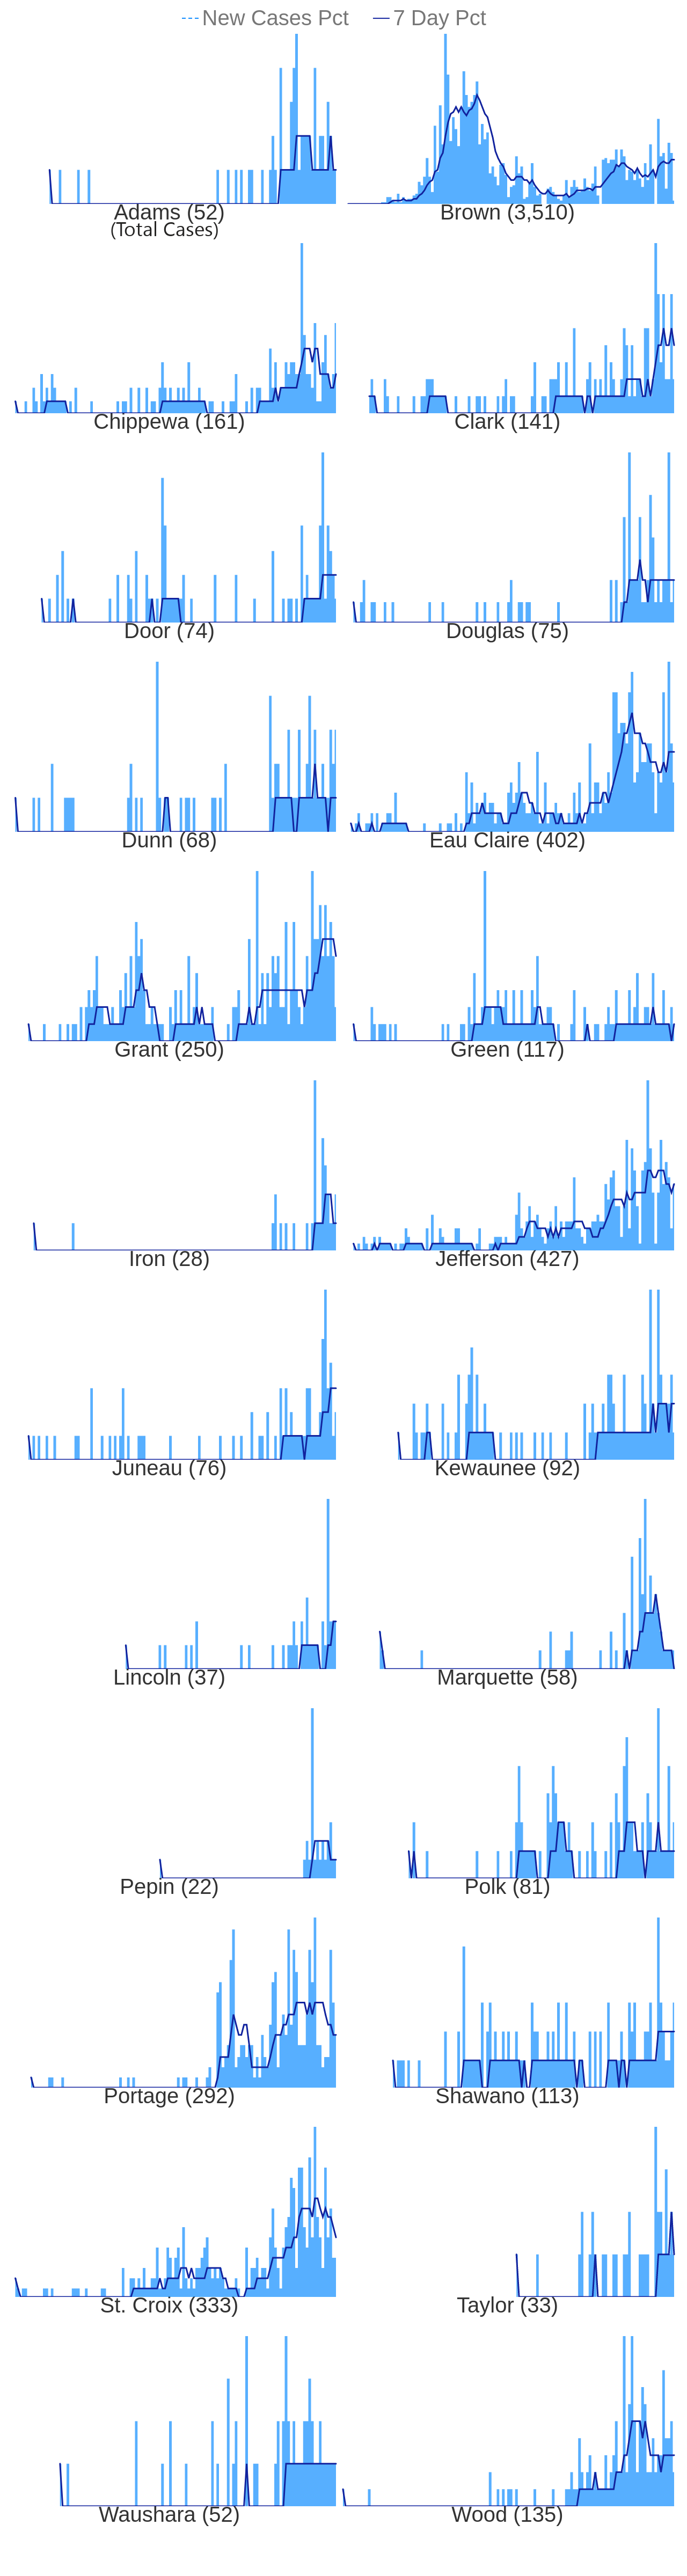 New Cases Pct 7 Day Pct
Adams (52) Brown (3,510)
(Total Cases)
Chippewa (161) Clark (141)
Door (74) Douglas (75)
Dunn (68) Eau Claire (402)
Grant (250) Green (117)
Iron (28) Jefferson (427)
Juneau (76) Kewaunee (92)
Lincoln (37) Marquette (58)
Pepin (22) Polk (81)
Portage (292) Shawano (113)
St. Croix (333) Taylor (33)
Waushara (52) Wood (135)